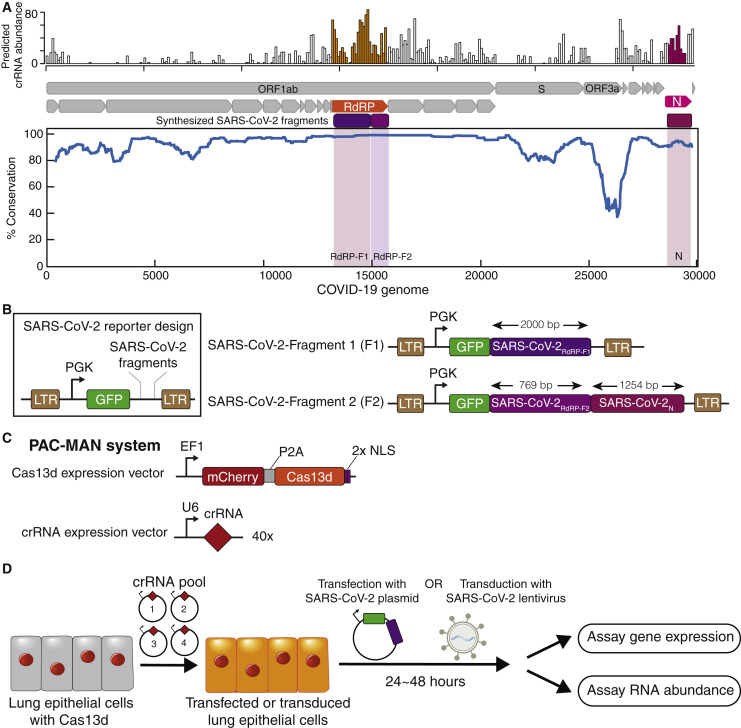 A
Predicted
crRNA abundance
80
40
0
ORF1ab
S
ORF3a
RdRP
N
Synthesized SARS-CoV-2 fragments
% Conservation
100
80
60
40
20
0
RdRP-F1
RdRP-F2
N
0
5000
10000
15000
20000
25000
30000
COVID-19 genome
B
SARS-CoV-2 reporter design
PGK
SARS-CoV-2
fragments
LTR
GFP
LTR
SARS-CoV-2-Fragment 1 (F1)
PGK
2000 bp
LTR
GFP
SARS-CoV-2RdRP-F1
LTR
SARS-CoV-2-Fragment 2 (F2)
PGK
769 bp
1254 bp
LTR
GFP
SARS-CoV-2RdRP-F2
SARS-CoV-2N
LTR
C
PAC-MAN system
Cas13d expression vector
EF1
P2A
2x NLS
mCherry
Cas13d
crRNA expression vector
U6
crRNA
40x
D
crRNA pool
1
2
3
4
Lung epithelial cells
with Cas13d
Transfected or transduced
lung epithelial cells
Transfection with
SARS-CoV-2 plasmid
OR
Transduction with
SARS-CoV-2 lentivirus
24~48 hours
Assay gene expression
Assay RNA abundance